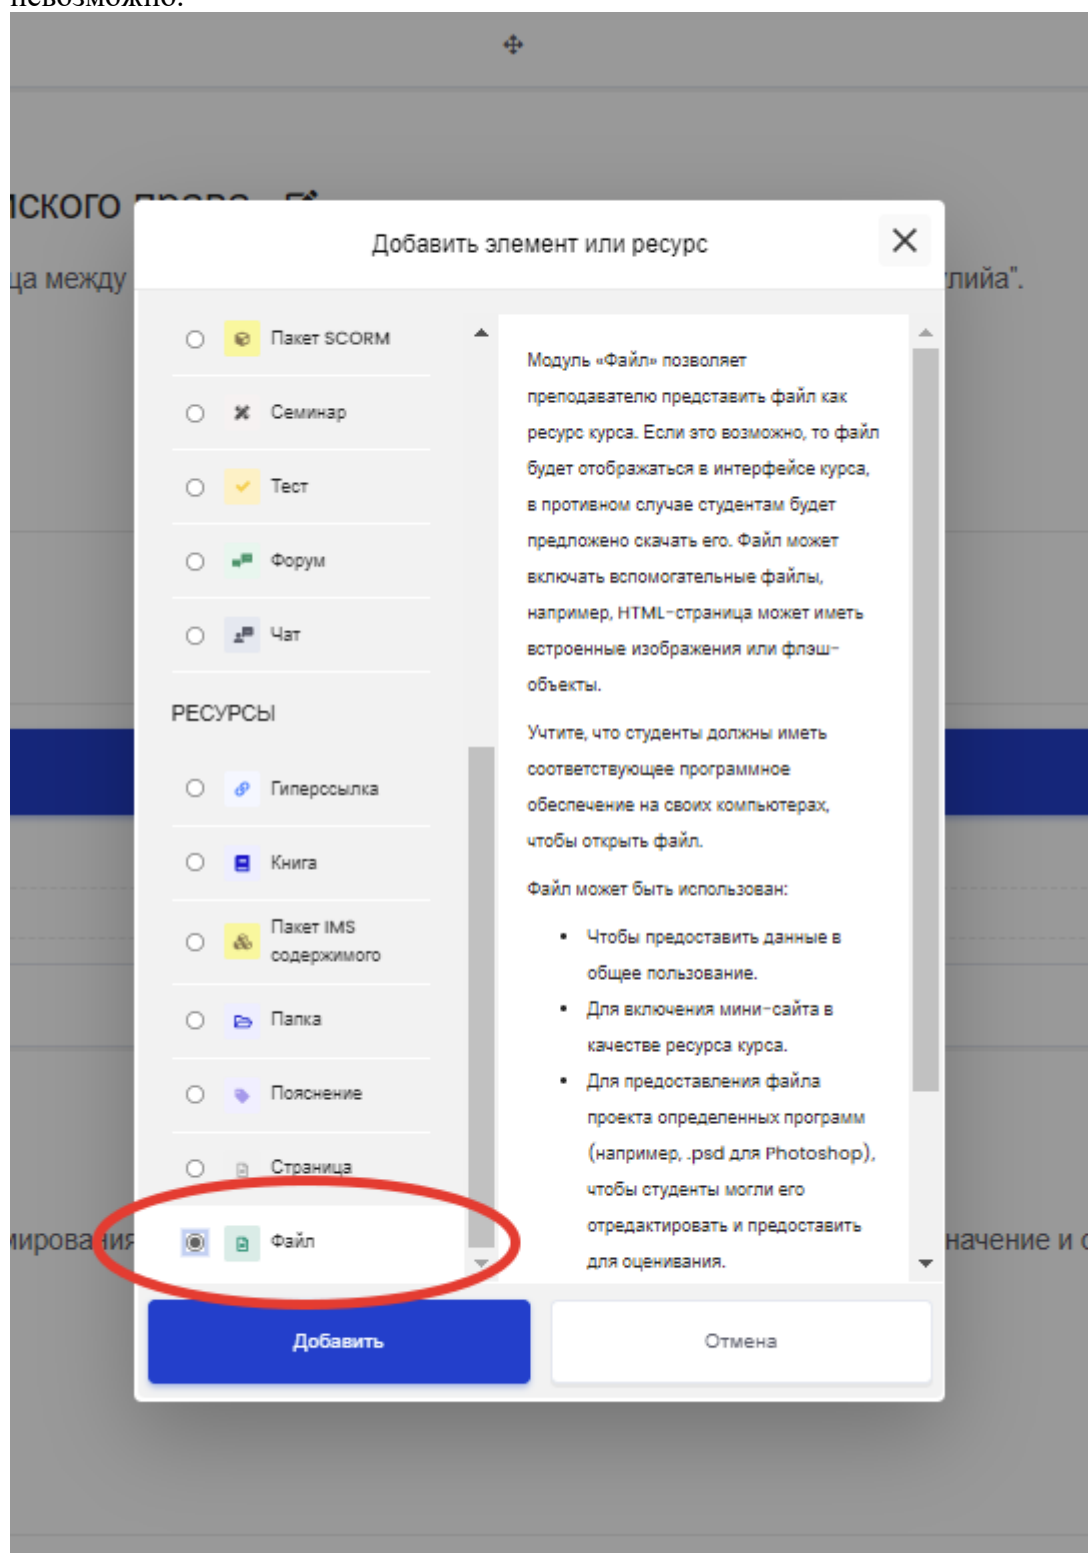 невозможно.
Добавить элемент или ресурс
ца между
лийа".
Пакет SCORM
Семинар
Тест
Форум
Чат
РЕСУРСЫ
Гиперссылка
Книга
Пакет IMS
содержимого
Папка
Пояснение
Страница
Файл
Модуль «Файл» позволяет
преподавателю представить файл как
ресурс курса. Если это возможно, то файл
будет отображаться в интерфейсе курса,
в противном случае студентам будет
предложено скачать его. Файл может
включать вспомогательные файлы,
например, HTML-страница может иметь
встроенные изображения или флэш-
объекты.
Учтите, что студенты должны иметь
соответствующее программное
обеспечение на своих компьютерах,
чтобы открыть файл.
Файл может быть использован:
• Чтобы предоставить данные в
общее пользование.
• Для включения мини-сайта в
качестве ресурса курса.
• Для предоставления файла
проекта определенных программ
(например, .psd для Photoshop),
чтобы студенты могли его
отредактировать и предоставить
для оценивания.
мирования
начение и с
Добавить
Отмена